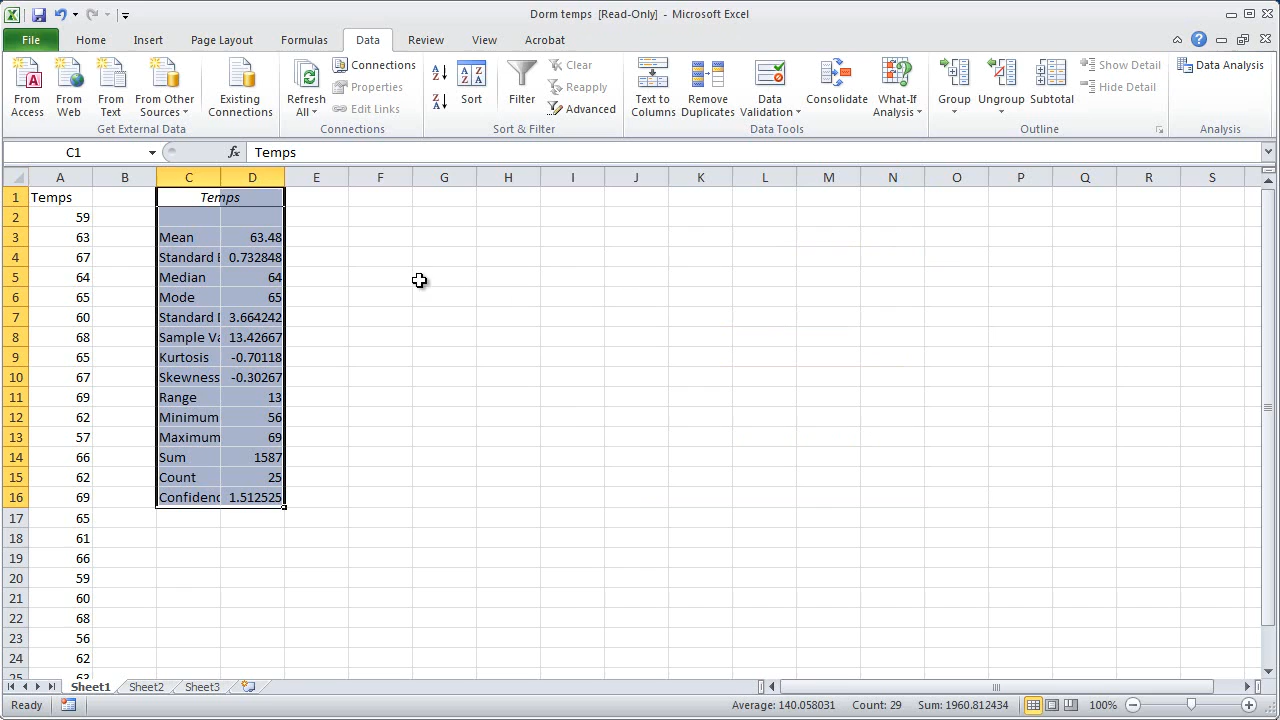 Dorm temps [Read-Only] - Microsoft Excel
File Home Insert Page Layout Formulas Data Review View Acrobat
From Access
From Web
From Text
From Other Sources
Existing Connections
Get External Data
Refresh All
Connections
Properties
Edit Links
Connections
Sort
Filter
Clear
Reapply
Advanced
Sort & Filter
Text to Columns
Remove Duplicates
Data Validation
Consolidate
What-If Analysis
Data Tools
Group
Ungroup
Subtotal
Show Detail
Hide Detail
Outline
Data Analysis
Analysis
C1 fx Temps
A B C D E F G H I J K L M N O P Q R S
1 Temps Temps
2 59
3 63 Mean 63.48
4 67 Standard E 0.732848
5 64 Median 64
6 65 Mode 65
7 60 Standard D 3.664242
8 68 Sample Va 13.42667
9 65 Kurtosis -0.70118
10 67 Skewness -0.30267
11 69 Range 13
12 62 Minimum 56
13 57 Maximum 69
14 66 Sum 1587
15 62 Count 25
16 69 Confidenc 1.512525
17 65
18 61
19 66
20 59
21 60
22 68
23 56
24 62
25 63
Sheet1 Sheet2 Sheet3
Ready Average: 140.058031 Count: 29 Sum: 1960.812434 100%